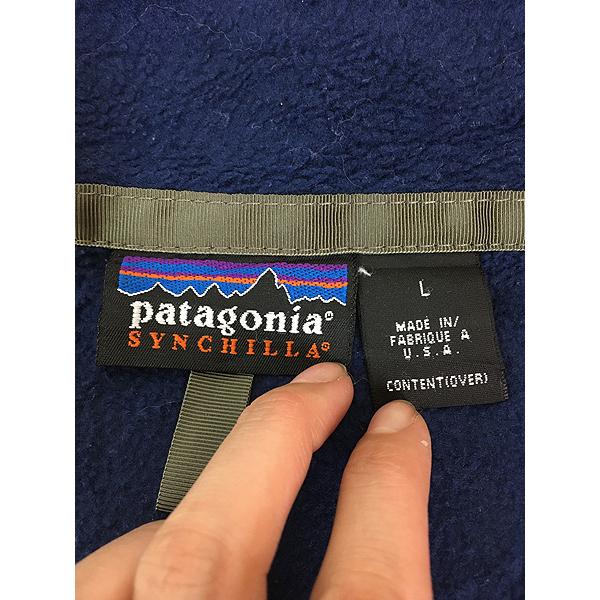 patagonia®
SYNCHILLA®
L
MADE IN/
FABRIQUE A
U.S.A.
CONTENT(OVER)